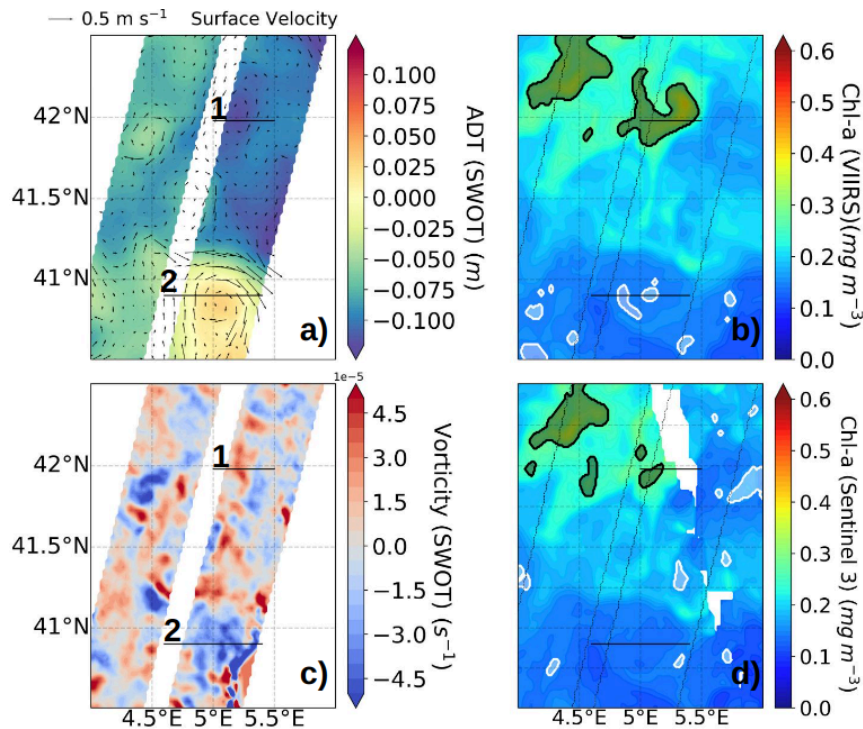 0.5 m s⁻¹ Surface Velocity
42°N
41.5°N
41°N
1
2
a)
0.100
0.075
0.050
0.025
0.000
−0.025
−0.050
−0.075
−0.100
ADT (SWOT) (m)
b)
0.6
0.5
0.4
0.3
0.2
0.1
0.0
Chl-a (VIIRS)(mg m⁻³)
42°N
41.5°N
41°N
4.5°E 5°E 5.5°E
1
2
c)
1e−5
4.5
3.0
1.5
0.0
−1.5
−3.0
−4.5
Vorticity (SWOT) (s⁻¹)
4.5°E 5°E 5.5°E
d)
0.6
0.5
0.4
0.3
0.2
0.1
0.0
Chl-a (Sentinel 3) (mg m⁻³)